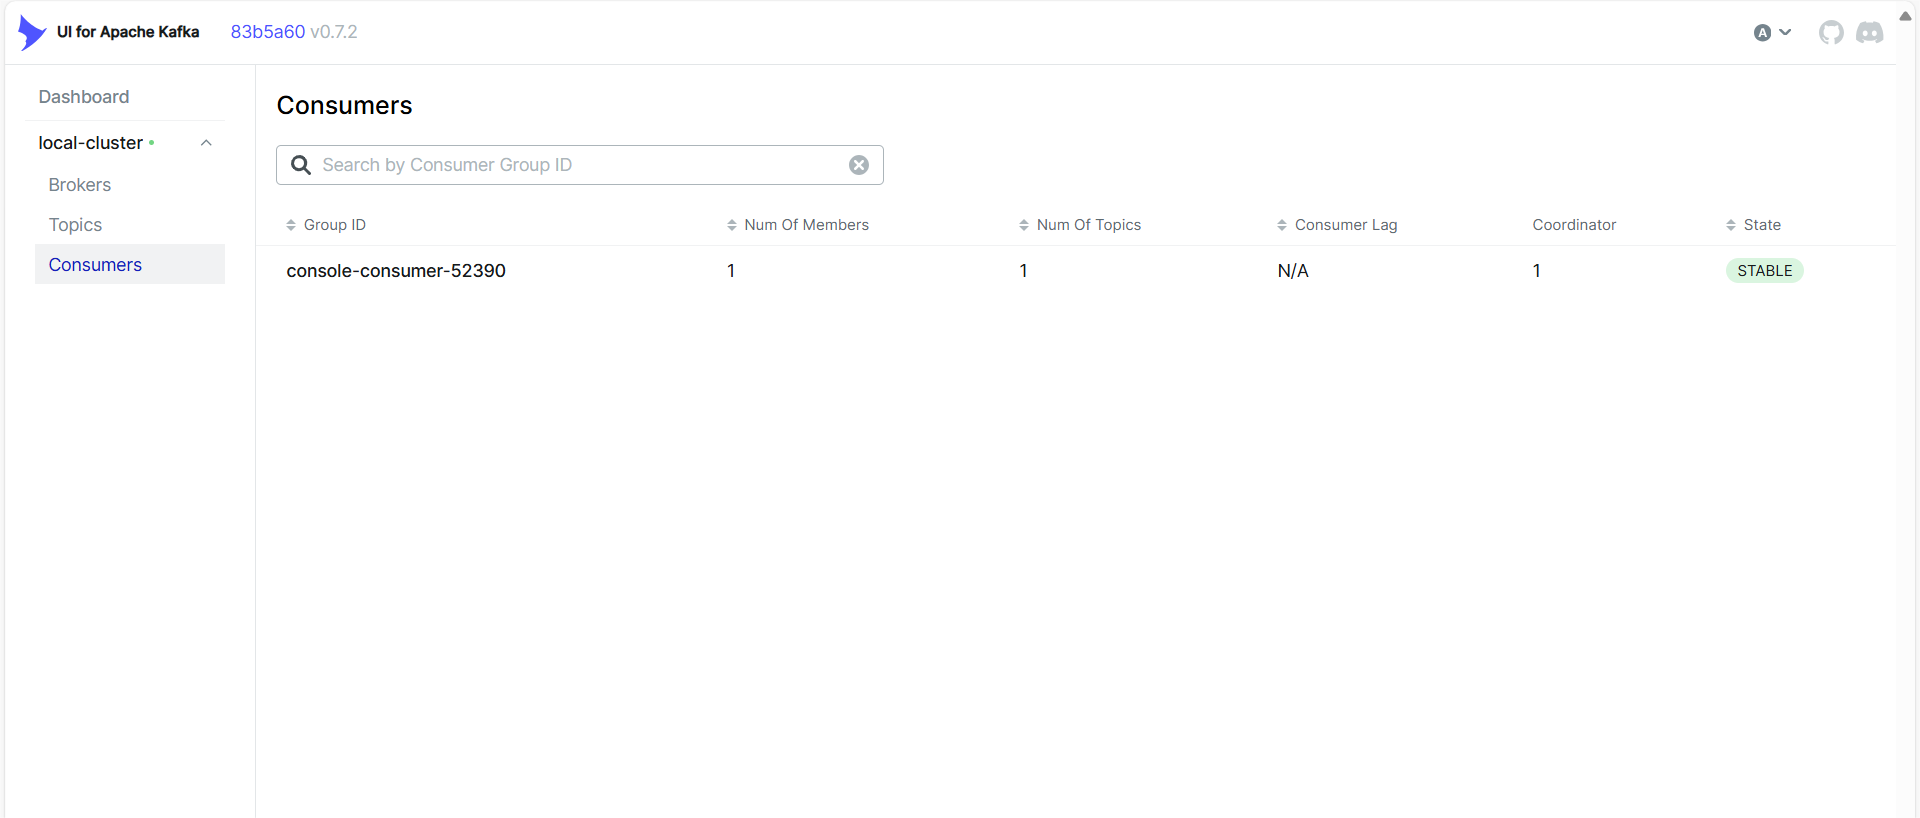 UI for Apache Kafka 83b5a60 v0.7.2 A
Dashboard
local-cluster
Brokers
Topics
Consumers
Consumers
Search by Consumer Group ID
Group ID Num Of Members Num Of Topics Consumer Lag Coordinator State
console-consumer-52390 1 1 N/A 1 STABLE